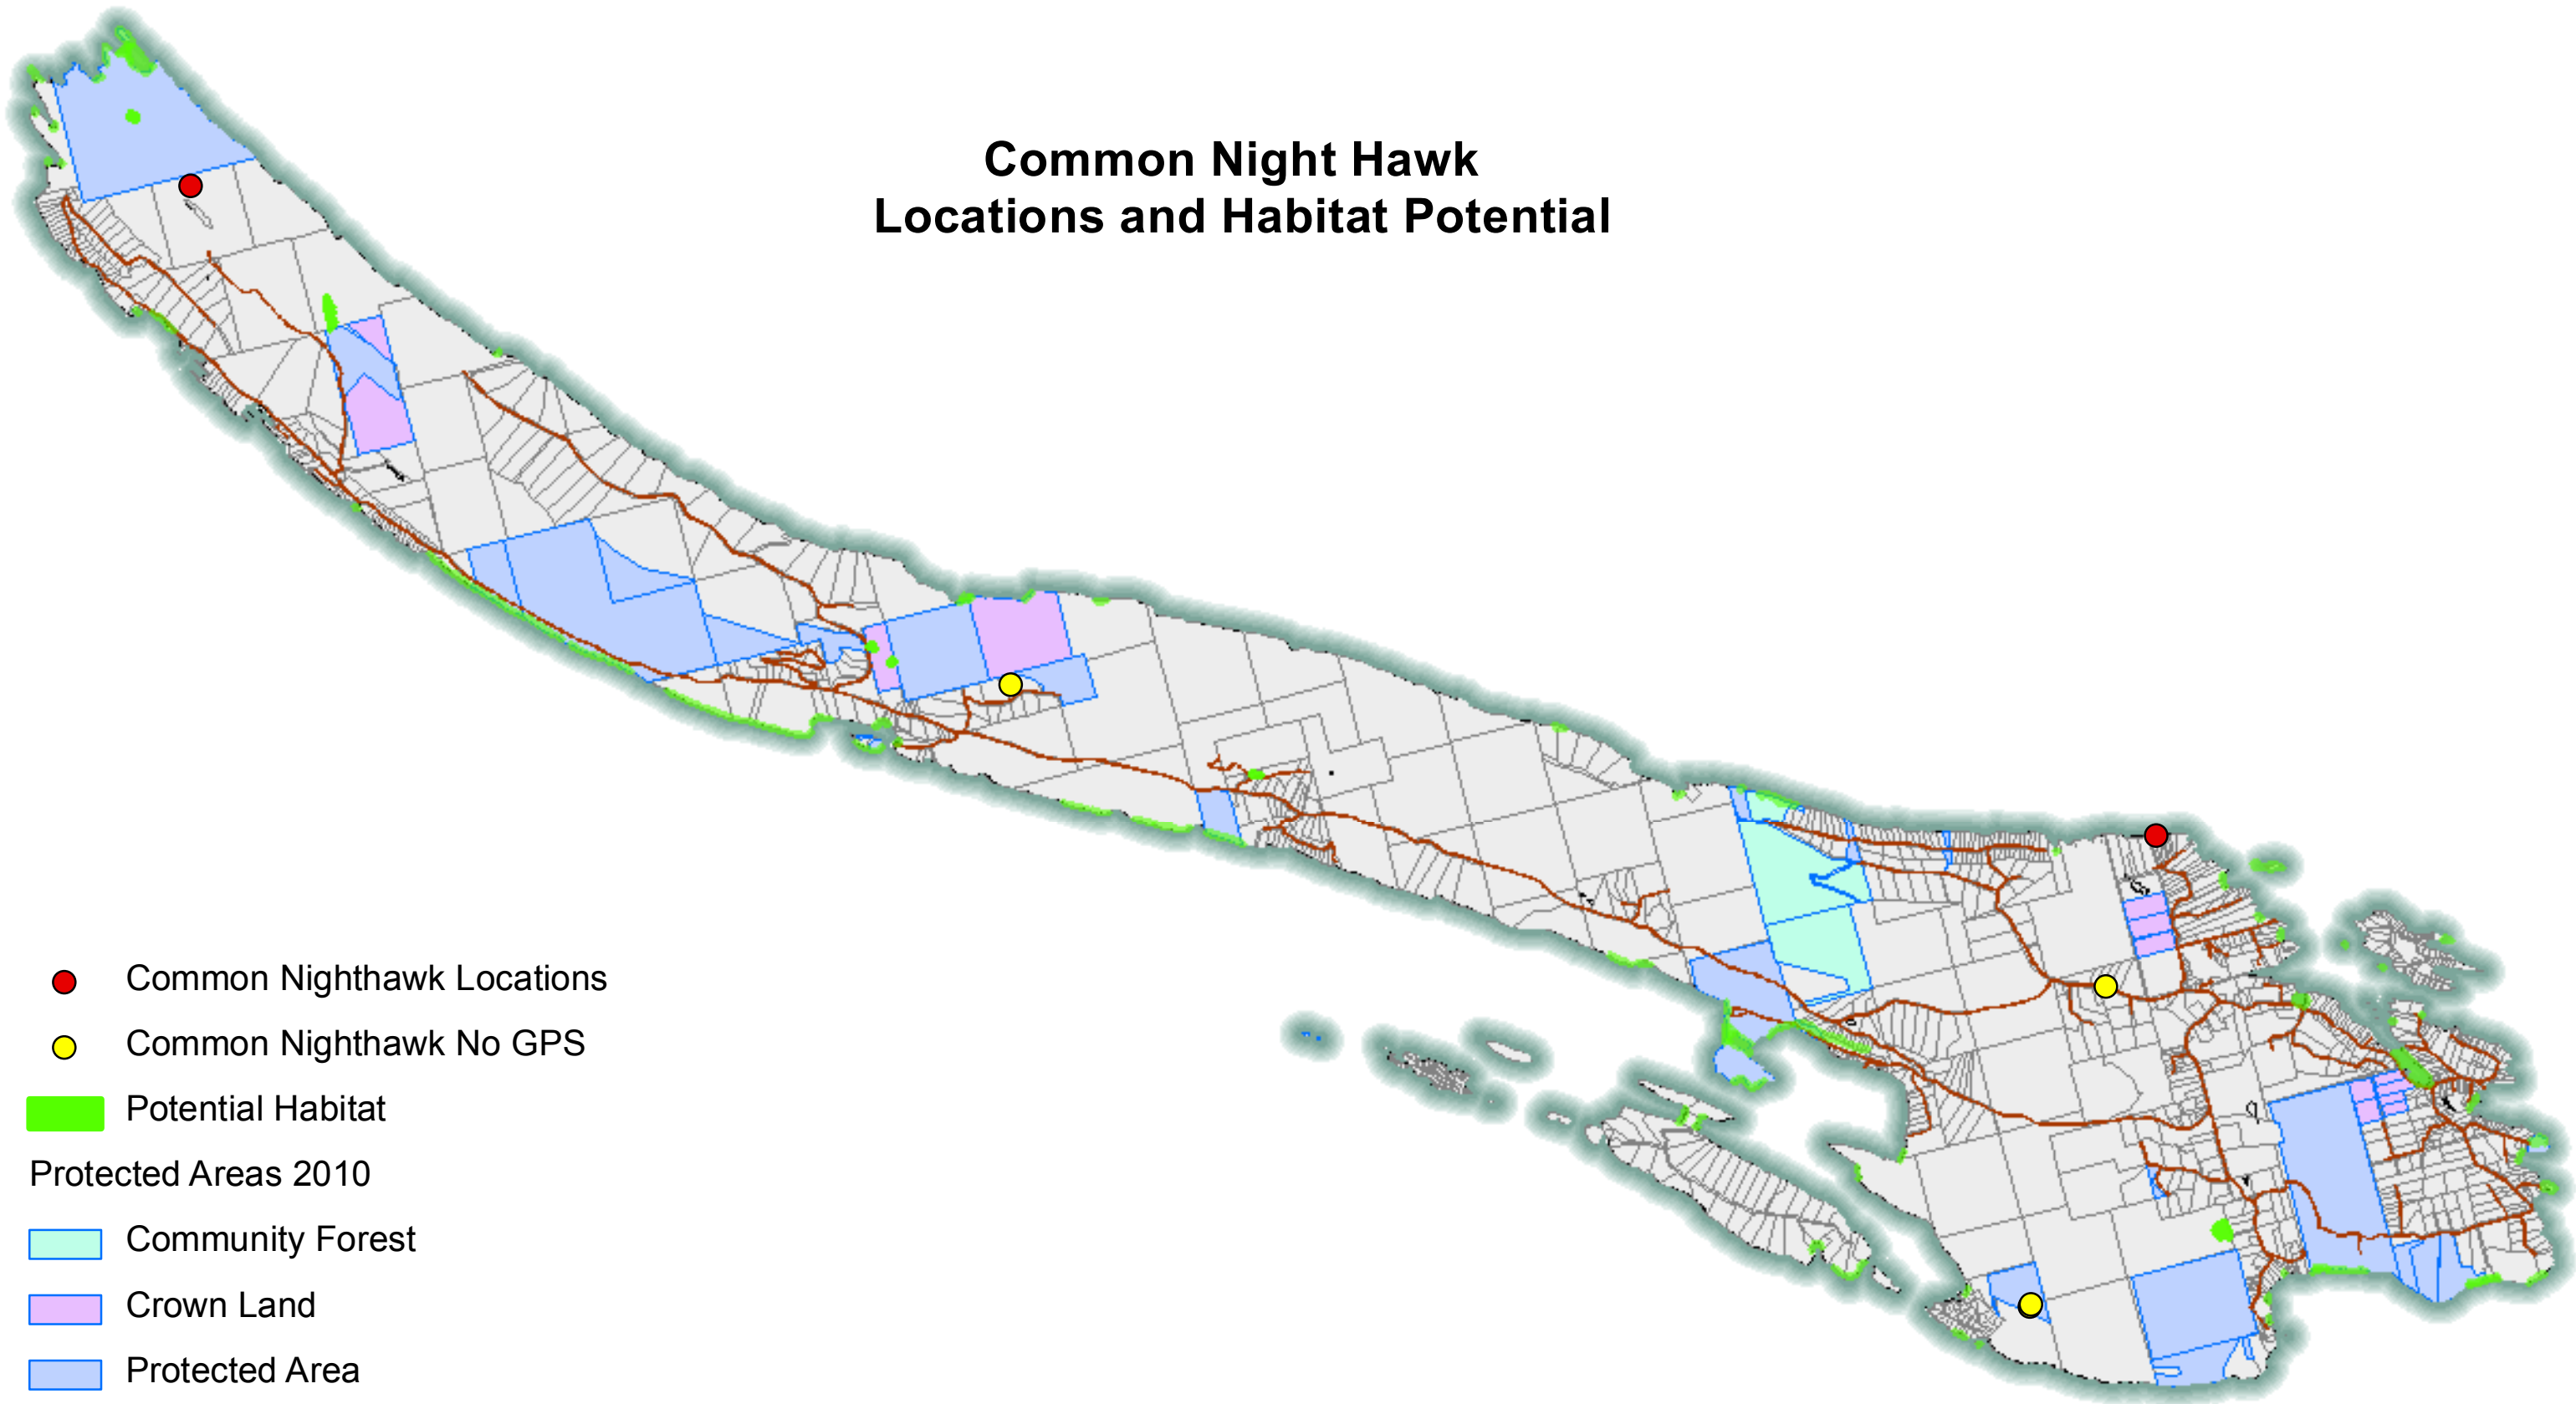 Common Night Hawk
Locations and Habitat Potential
Common Nighthawk Locations
Common Nighthawk No GPS
Potential Habitat
Protected Areas 2010
Community Forest
Crown Land
Protected Area